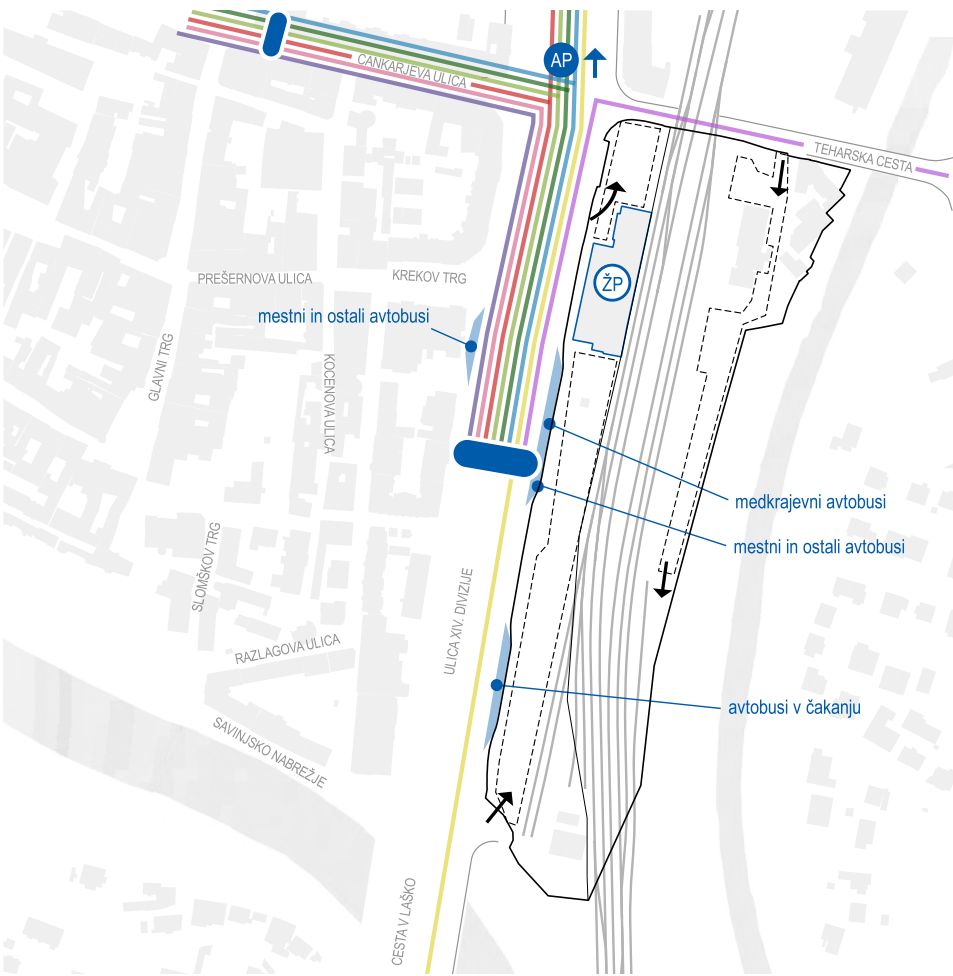 AP
CANKARJEVA ULICA
TEHARSKA CESTA
PREŠERNOVA ULICA
KREKOV TRG
ŽP
mestni in ostali avtobusi
GLAVNI TRG
KOCENOVA ULICA
medkrajevni avtobusi
mestni in ostali avtobusi
SLOMŠKOV TRG
ULICA XIV. DIVIZIJE
RAZLAGOVA ULICA
avtobusi v čakanju
SAVINJSKO NABREŽJE
CESTA V LAŠKO